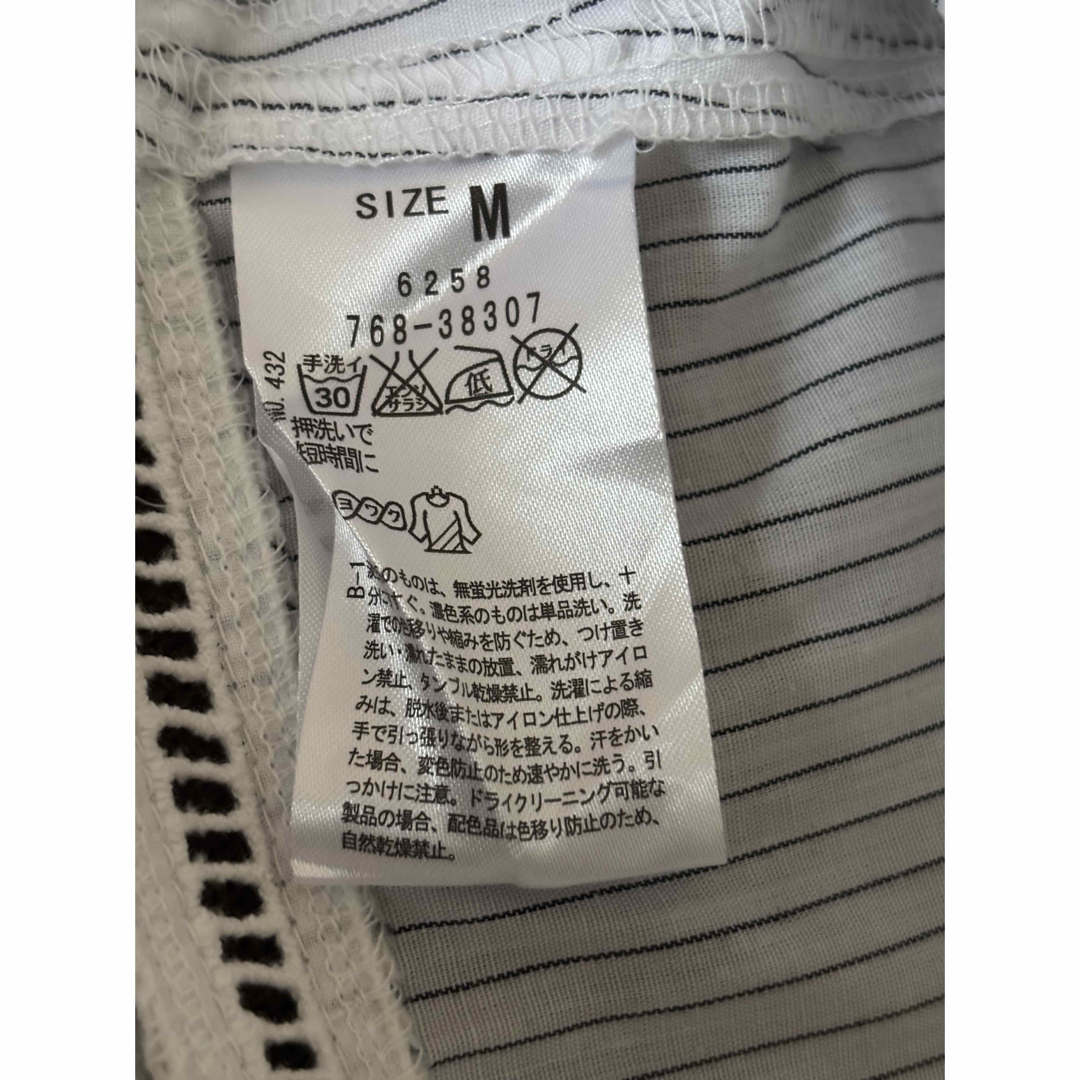 SIZE M
6258
768-38307
NO. 432
手洗イ
30
エンソ
サラシ
低
ドライ
押洗いで
短時間に
ヨワク
B-1
のものは、無蛍光洗剤を使用し、十
分にすすぐ。濃色系のものは単品洗い。洗
濯での色移りや縮みを防ぐため、つけ置き
洗い・濡れたままの放置、濡れがけアイロ
ン禁止、タンブル乾燥禁止。洗濯による縮
みは、脱水後またはアイロン仕上げの際、
手で引っ張りながら形を整える。汗をかい
た場合、変色防止のため速やかに洗う。引
っかけに注意。ドライクリーニング可能な
製品の場合、配色品は色移り防止のため、
自然乾燥禁止。